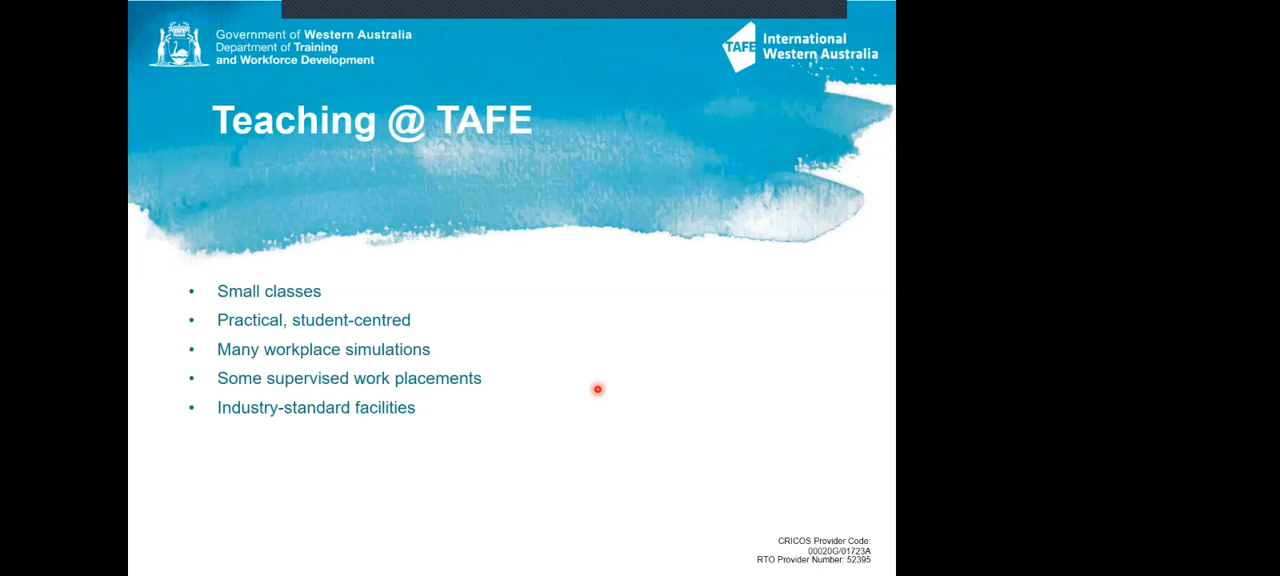 Government of Western Australia
Department of Training
and Workforce Development
TAFE
International
Western Australia
Teaching @ TAFE
• Small classes
• Practical, student-centred
• Many workplace simulations
• Some supervised work placements
• Industry-standard facilities
CRICOS Provider Code:
00020G/01723A
RTO Provider Number: 52395